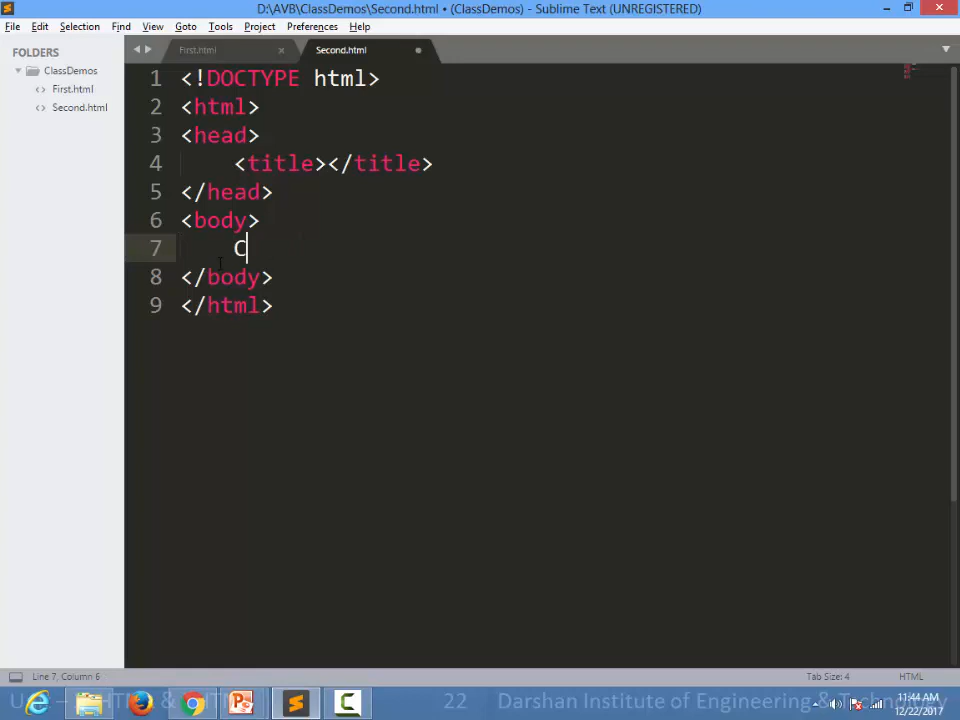 D:\AVB\ClassDemos\Second.html • (ClassDemos) - Sublime Text (UNREGISTERED)
File Edit Selection Find View Goto Tools Project Preferences Help
FOLDERS
ClassDemos
<> First.html
<> Second.html
First.html × Second.html
1 <!DOCTYPE html>
2 <html>
3 <head>
4 <title></title>
5 </head>
6 <body>
7 C
8 </body>
9 </html>
Line 7, Column 6 Tab Size: 4 HTML
22 Darshan Institute of Engineering & Technology
11:44 AM
12/22/2017